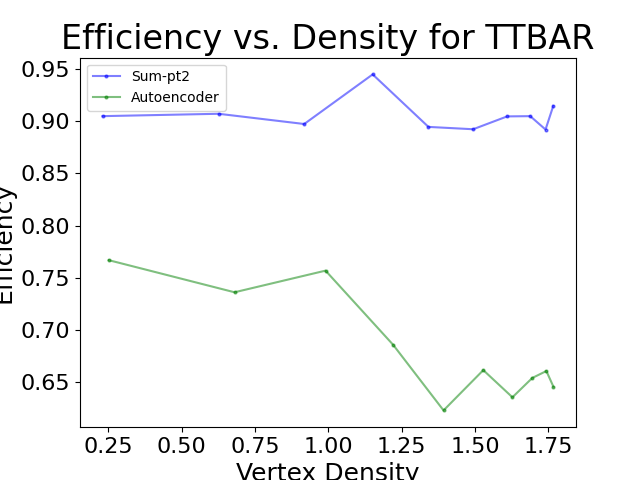 Efficiency vs. Density for TTBAR
Sum-pt2
Autoencoder
0.95
0.90
0.85
0.80
0.75
0.70
0.65
Efficiency
0.25 0.50 0.75 1.00 1.25 1.50 1.75
Vertex Density